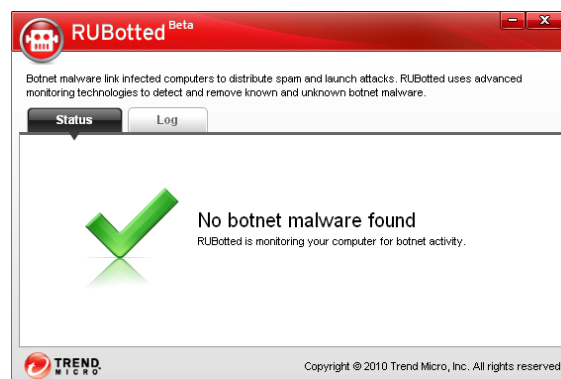 RUBotted Beta
Botnet malware link infected computers to distribute spam and launch attacks. RUBotted uses advanced
monitoring technologies to detect and remove known and unknown botnet malware.
Status Log
No botnet malware found
RUBotted is monitoring your computer for botnet activity.
TREND
MICRO
Copyright © 2010 Trend Micro, Inc. All rights reserved